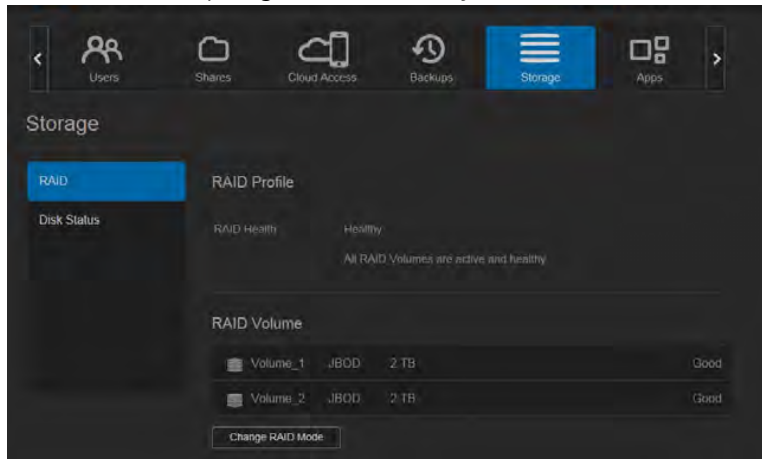 Users
Shares
Cloud Access
Backups
Storage
Apps
Storage
RAID
Disk Status
RAID Profile
RAID Health Healthy
All RAID Volumes are active and healthy
RAID Volume
Volume_1 JBOD 2 TB Good
Volume_2 JBOD 2 TB Good
Change RAID Mode